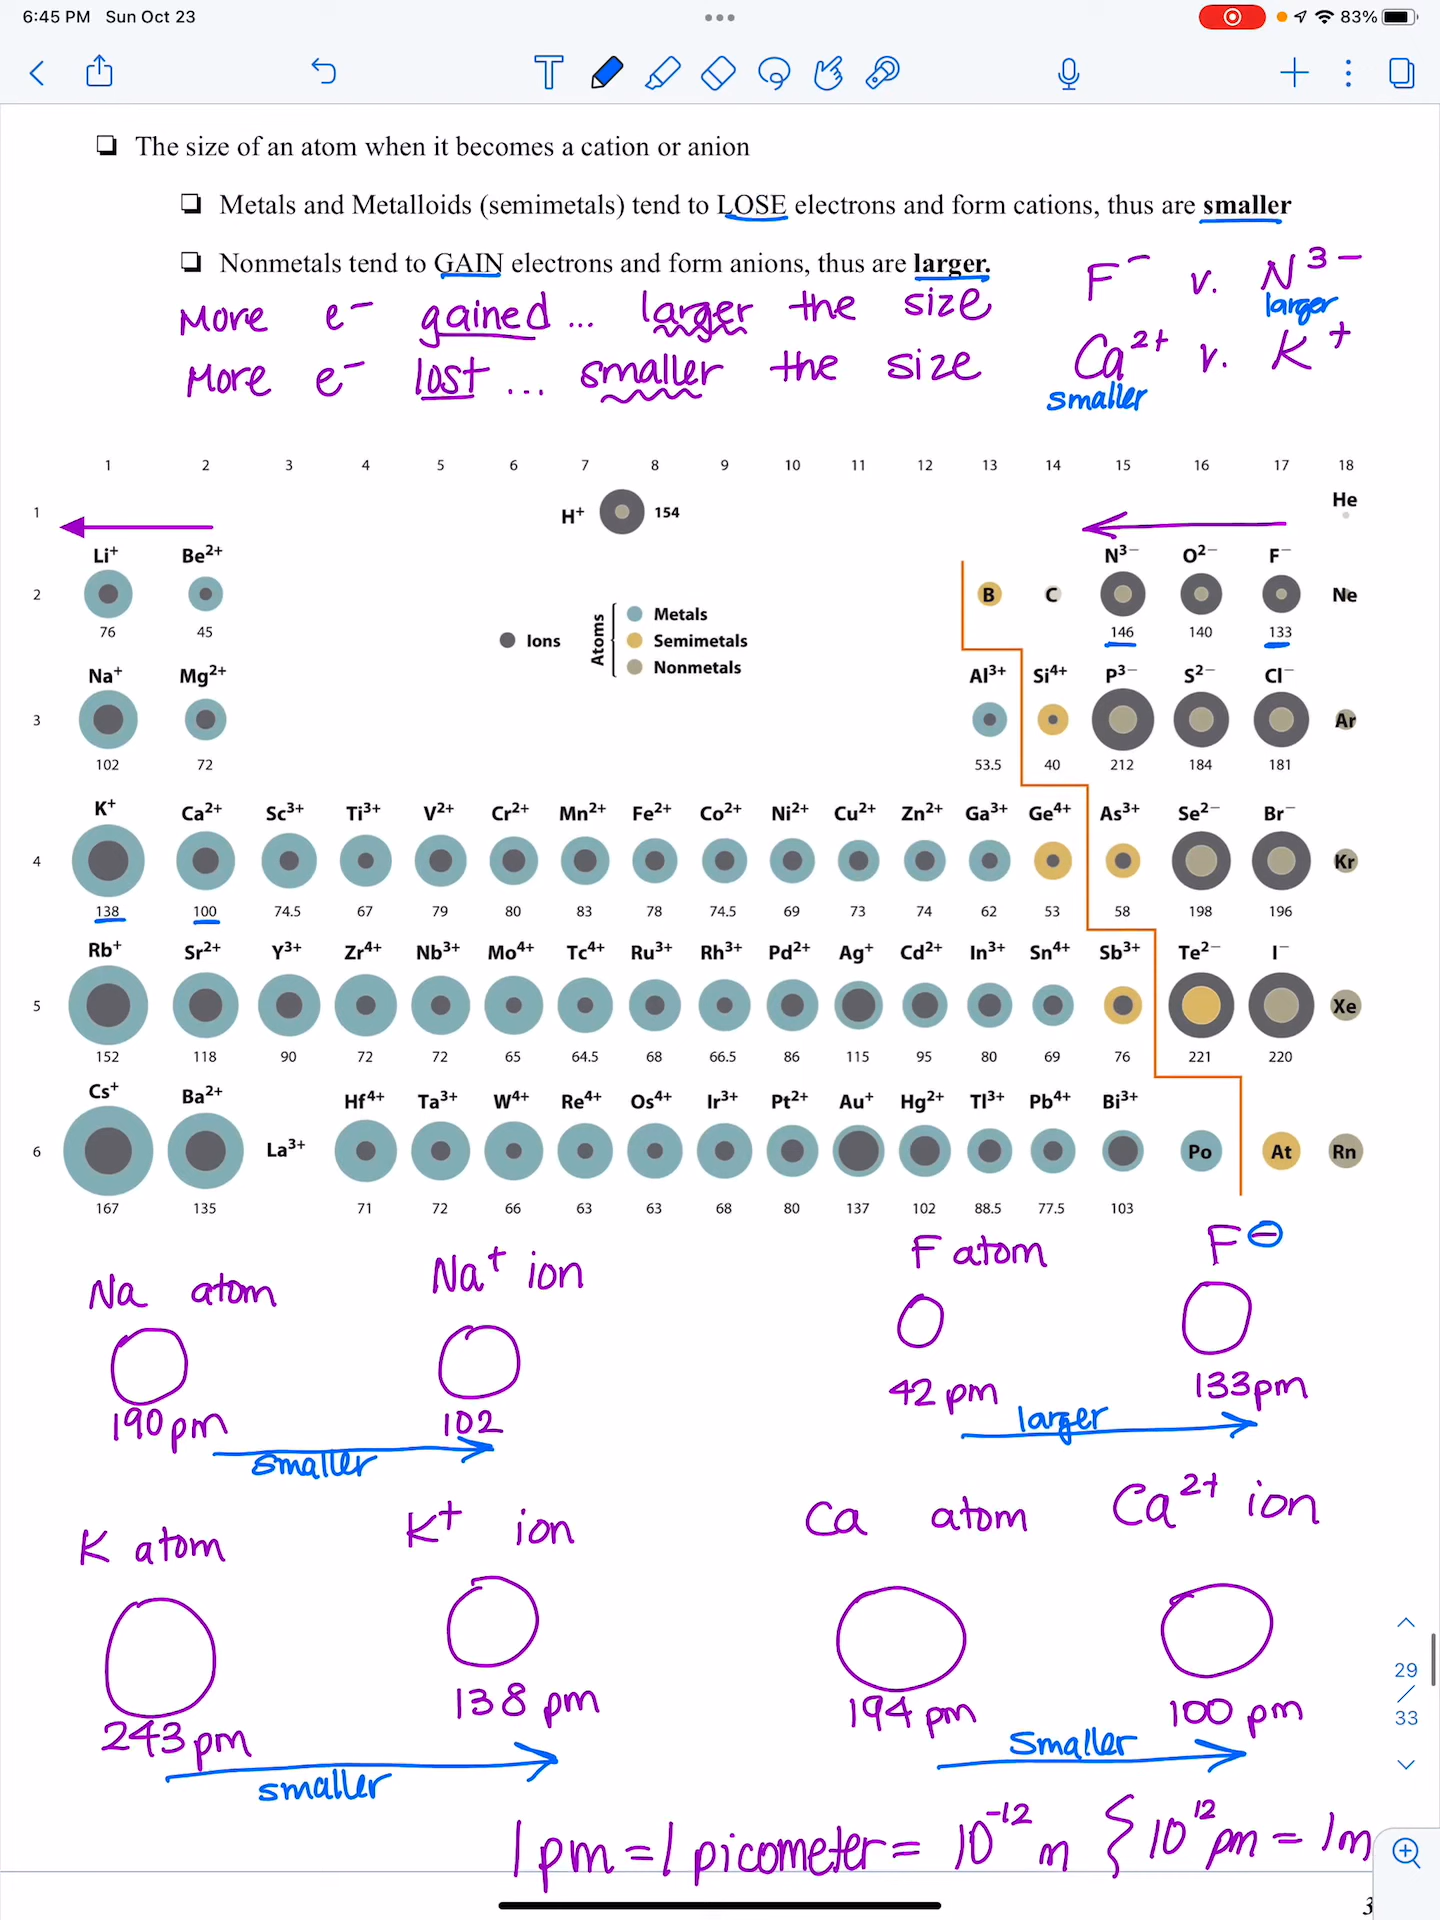 6:45 PM Sun Oct 23
83%
The size of an atom when it becomes a cation or anion
Metals and Metalloids (semimetals) tend to LOSE electrons and form cations, thus are smaller
Nonmetals tend to GAIN electrons and form anions, thus are larger.
More e⁻ gained ... larger the size
F⁻ v. N³⁻
larger
More e⁻ lost ... smaller the size
Ca²⁺ v. K⁺
smaller
1 2 3 4 5 6 7 8 9 10 11 12 13 14 15 16 17 18
1 H⁺ 154 He
Li⁺ Be²⁺ N³⁻ O²⁻ F⁻
2 B C Ne
76 45 146 140 133
Ions
Atoms
Metals
Semimetals
Nonmetals
Na⁺ Mg²⁺ Al³⁺ Si⁴⁺ P³⁻ S²⁻ Cl⁻
3 Ar
102 72 53.5 40 212 184 181
K⁺ Ca²⁺ Sc³⁺ Ti³⁺ V²⁺ Cr²⁺ Mn²⁺ Fe²⁺ Co²⁺ Ni²⁺ Cu²⁺ Zn²⁺ Ga³⁺ Ge⁴⁺ As³⁺ Se²⁻ Br⁻
4 Kr
138 100 74.5 67 79 80 83 78 74.5 69 73 74 62 53 58 198 196
Rb⁺ Sr²⁺ Y³⁺ Zr⁴⁺ Nb³⁺ Mo⁴⁺ Tc⁴⁺ Ru³⁺ Rh³⁺ Pd²⁺ Ag⁺ Cd²⁺ In³⁺ Sn⁴⁺ Sb³⁺ Te²⁻ I⁻
5 Xe
152 118 90 72 72 65 64.5 68 66.5 86 115 95 80 69 76 221 220
Cs⁺ Ba²⁺ Hf⁴⁺ Ta³⁺ W⁴⁺ Re⁴⁺ Os⁴⁺ Ir³⁺ Pt²⁺ Au⁺ Hg²⁺ Tl³⁺ Pb⁴⁺ Bi³⁺
6 La³⁺ Po At Rn
167 135 71 72 66 63 63 68 80 137 102 88.5 77.5 103
Na atom Na⁺ ion F atom F⁻
190 pm 102 42 pm 133pm
smaller larger
K atom K⁺ ion Ca atom Ca²⁺ ion
243 pm 138 pm 194 pm 100 pm
smaller Smaller
29
/
33
1 pm = 1 picometer = 10⁻¹² m { 10¹² pm = 1m
3